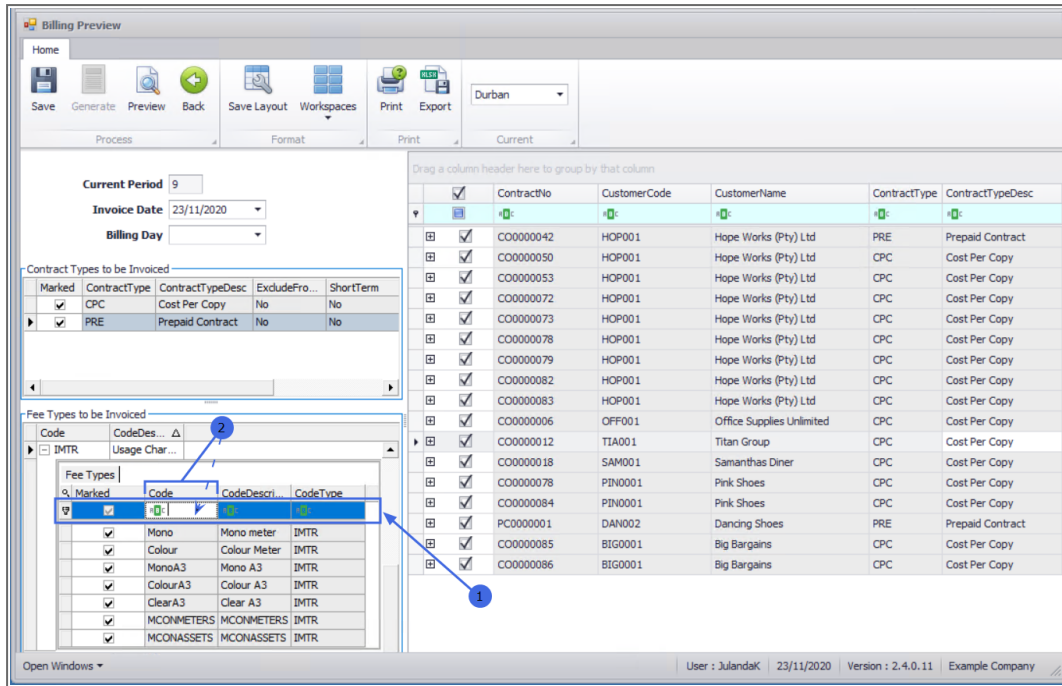 Billing Preview
Home
Save Generate Preview Back Save Layout Workspaces Print Export Durban
Process Format Print Current
Current Period 9
Invoice Date 23/11/2020
Billing Day
Contract Types to be Invoiced
Marked ContractType ContractTypeDesc ExcludeFro... ShortTerm
CPC Cost Per Copy No No
PRE Prepaid Contract No No
Fee Types to be Invoiced
Code CodeDes...
2
IMTR Usage Char...
Fee Types
Marked Code CodeDescri... CodeType
Mono Mono meter IMTR
Colour Colour Meter IMTR
MonoA3 Mono A3 IMTR
ColourA3 Colour A3 IMTR
ClearA3 Clear A3 IMTR
MCONMETERS MCONMETERS IMTR
MCONASSETS MCONASSETS IMTR
1
Drag a column header here to group by that column
ContractNo CustomerCode CustomerName ContractType ContractTypeDesc
CO0000042 HOP001 Hope Works (Pty) Ltd PRE Prepaid Contract
CO0000050 HOP001 Hope Works (Pty) Ltd CPC Cost Per Copy
CO0000053 HOP001 Hope Works (Pty) Ltd CPC Cost Per Copy
CO0000072 HOP001 Hope Works (Pty) Ltd CPC Cost Per Copy
CO0000073 HOP001 Hope Works (Pty) Ltd CPC Cost Per Copy
CO0000078 HOP001 Hope Works (Pty) Ltd CPC Cost Per Copy
CO0000079 HOP001 Hope Works (Pty) Ltd CPC Cost Per Copy
CO0000082 HOP001 Hope Works (Pty) Ltd CPC Cost Per Copy
CO0000083 HOP001 Hope Works (Pty) Ltd CPC Cost Per Copy
CO0000006 OFF001 Office Supplies Unlimited CPC Cost Per Copy
CO0000012 TIA001 Titan Group CPC Cost Per Copy
CO0000018 SAM001 Samanthas Diner CPC Cost Per Copy
CO0000078 PIN0001 Pink Shoes CPC Cost Per Copy
CO0000084 PIN0001 Pink Shoes CPC Cost Per Copy
PC0000001 DAN002 Dancing Shoes PRE Prepaid Contract
CO0000085 BIG0001 Big Bargains CPC Cost Per Copy
CO0000086 BIG0001 Big Bargains CPC Cost Per Copy
Open Windows User : JulandaK 23/11/2020 Version : 2.4.0.11 Example Company